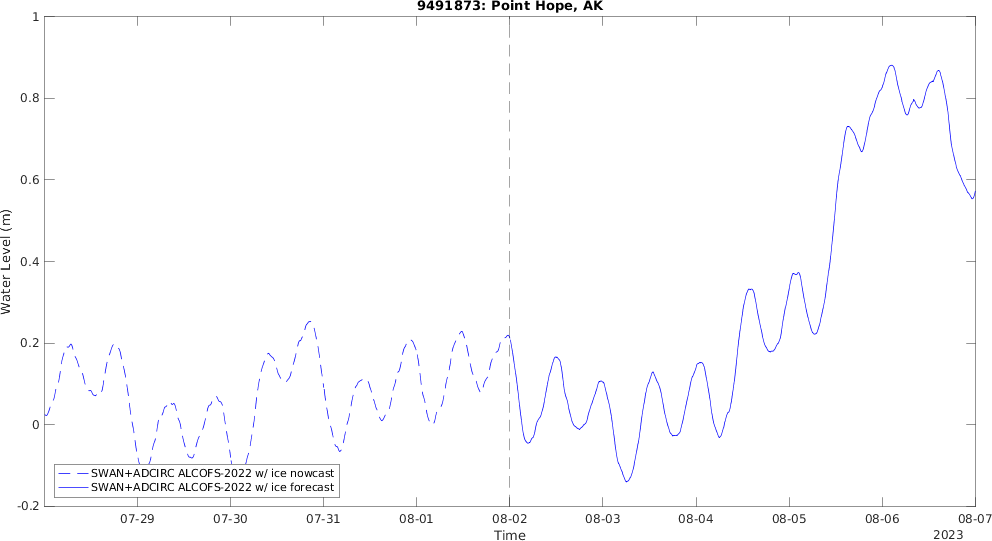 9491873: Point Hope, AK
Water Level (m)
1
0.8
0.6
0.4
0.2
0
-0.2
SWAN+ADCIRC ALCOFS-2022 w/ ice nowcast
SWAN+ADCIRC ALCOFS-2022 w/ ice forecast
07-29 07-30 07-31 08-01 08-02 08-03 08-04 08-05 08-06 08-07
Time
2023